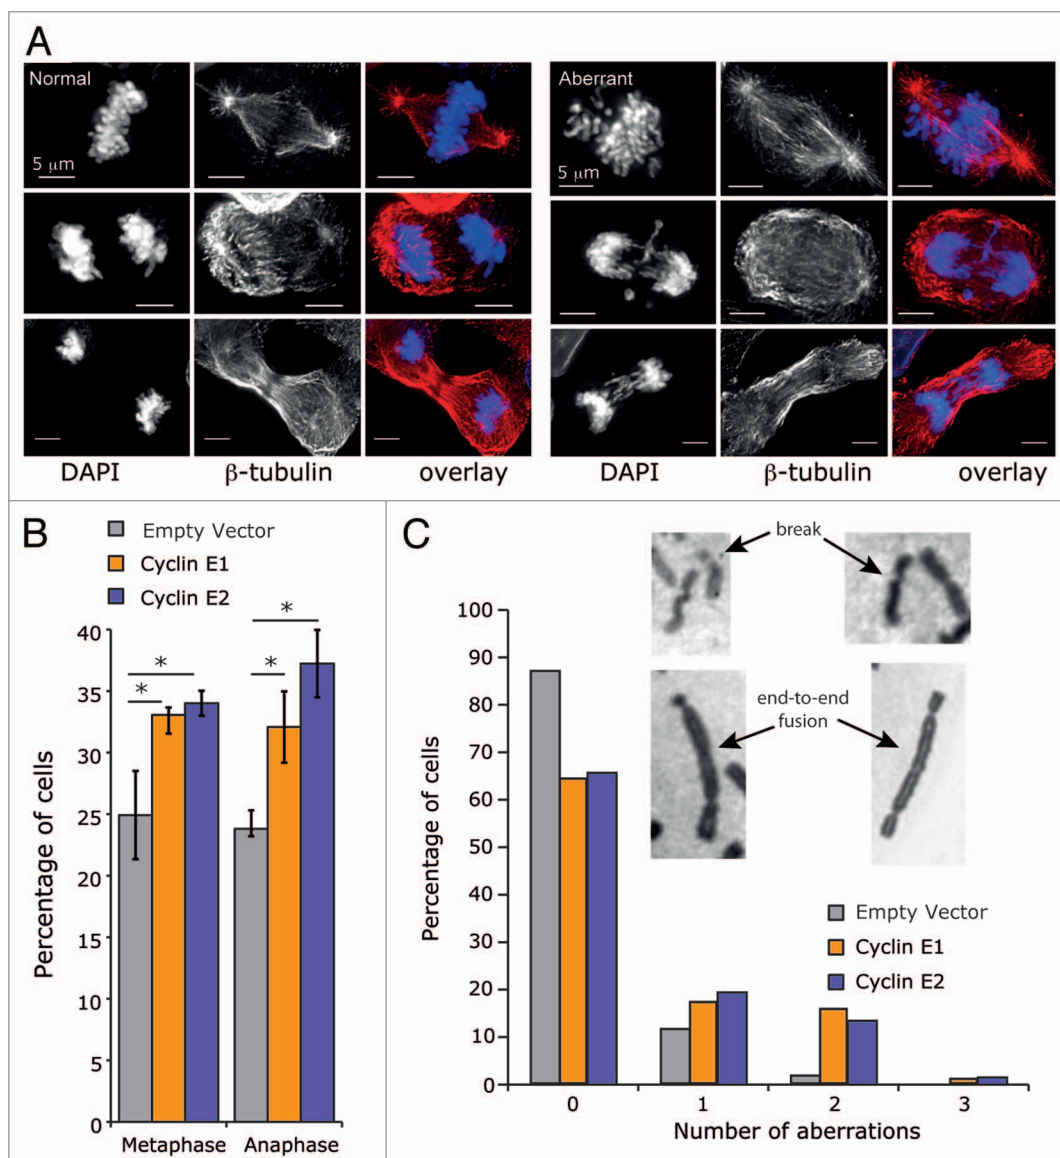 A
Normal
5 μm
Aberrant
5 μm
DAPI
β-tubulin
overlay
DAPI
β-tubulin
overlay
B
Empty Vector
Cyclin E1
Cyclin E2
*
*
*
*
40
35
30
25
20
15
10
5
0
Percentage of cells
Metaphase
Anaphase
C
break
end-to-end
fusion
100
90
80
70
60
50
40
30
20
10
0
Percentage of cells
Empty Vector
Cyclin E1
Cyclin E2
0
1
2
3
Number of aberrations